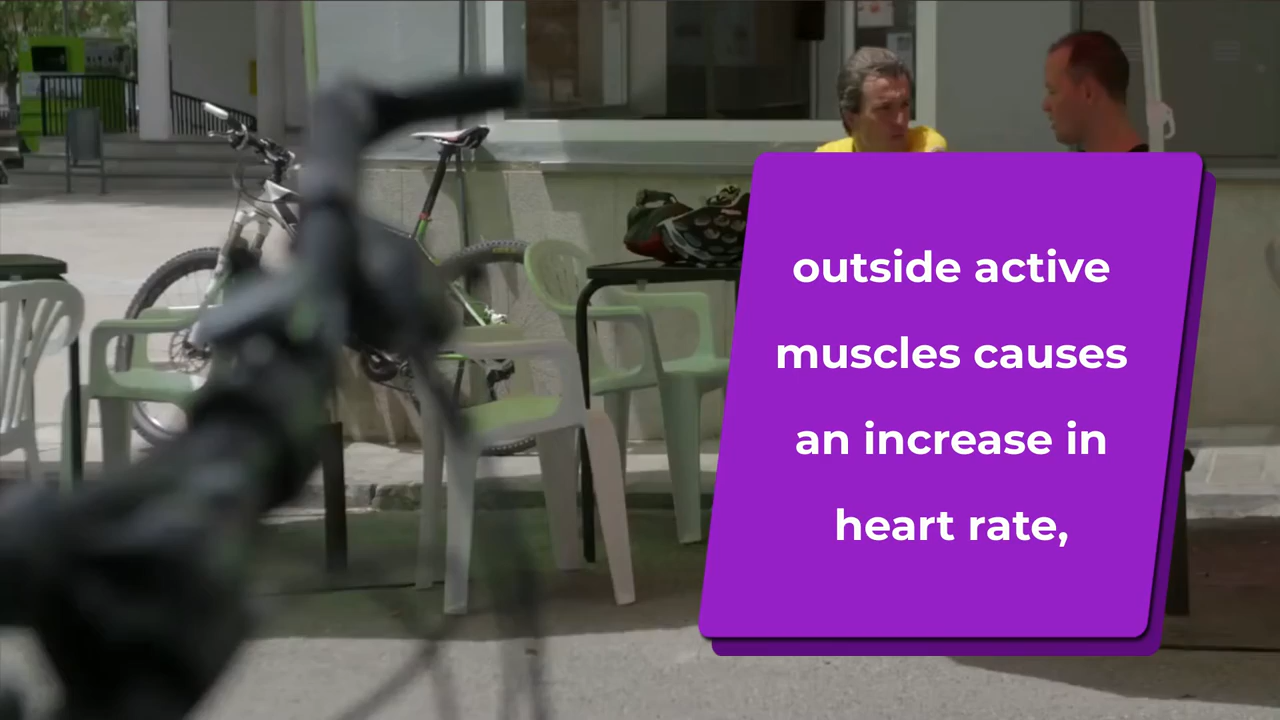 outside active
muscles causes
an increase in
heart rate,